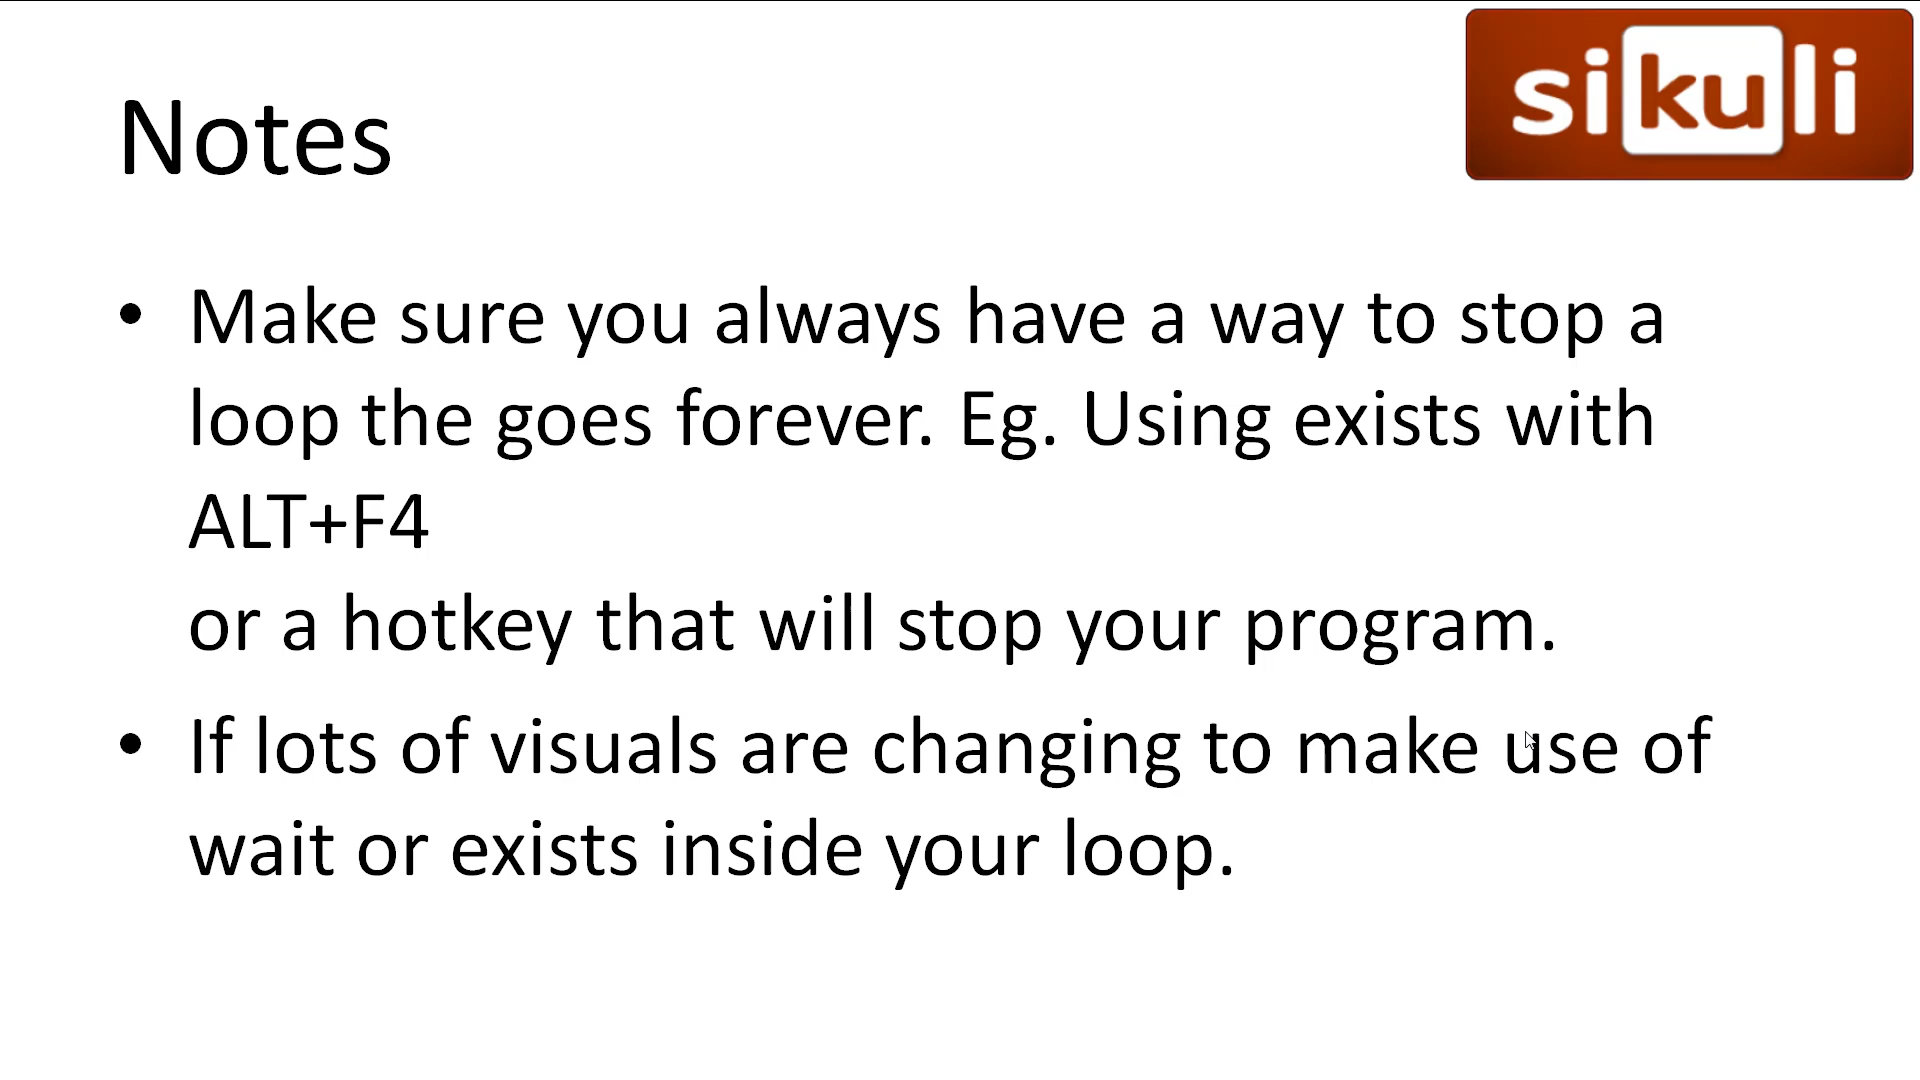 sikuli
Notes
• Make sure you always have a way to stop a
loop the goes forever. Eg. Using exists with
ALT+F4
or a hotkey that will stop your program.
• If lots of visuals are changing to make use of
wait or exists inside your loop.